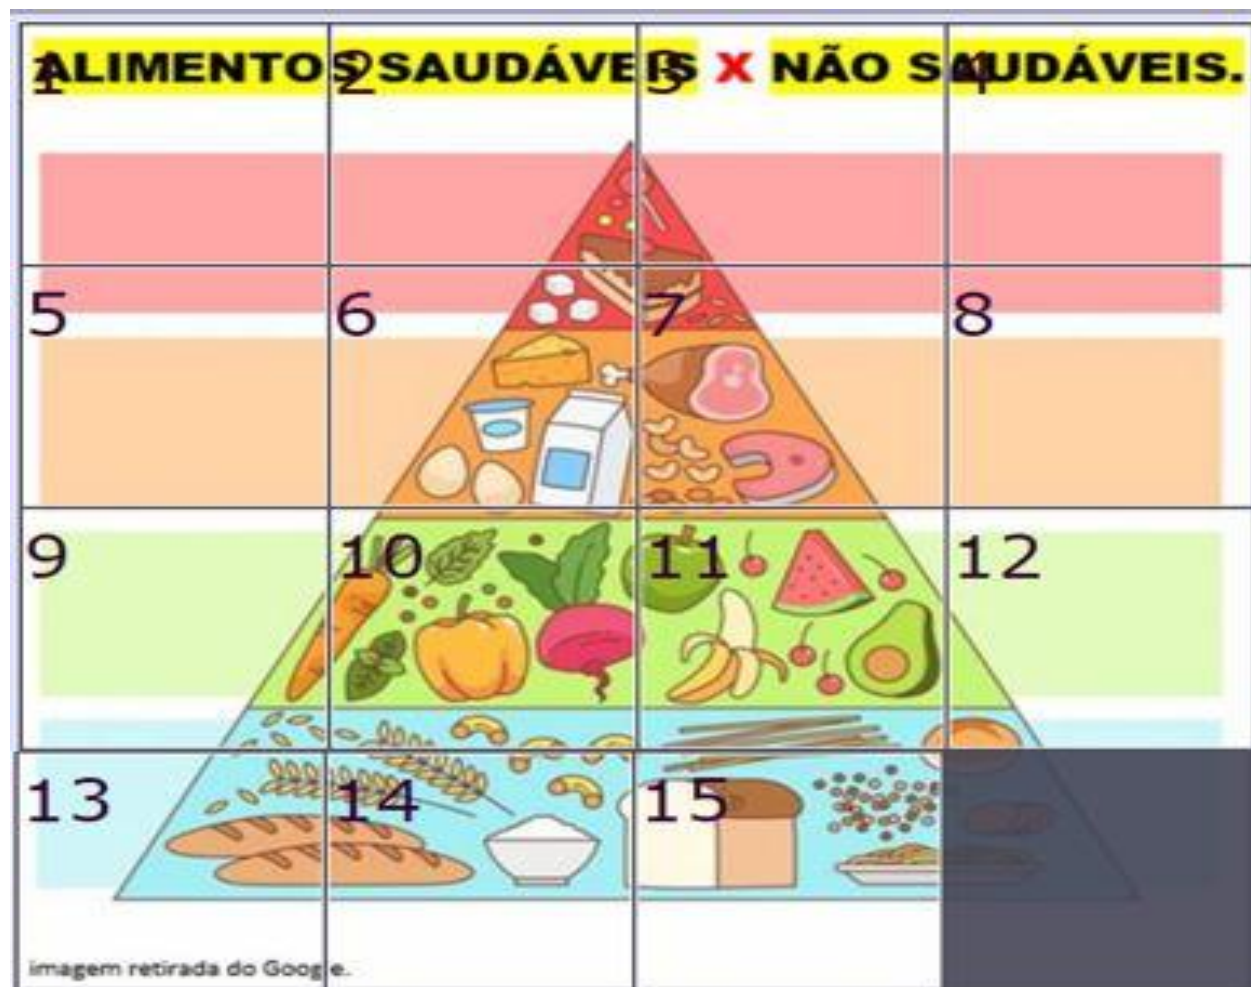 ALIMENTOS SAUDÁVEIS X NÃO SAUDÁVEIS.
1 2 3 4
5 6 7 8
9 10 11 12
13 14 15
imagem retirada do Google.